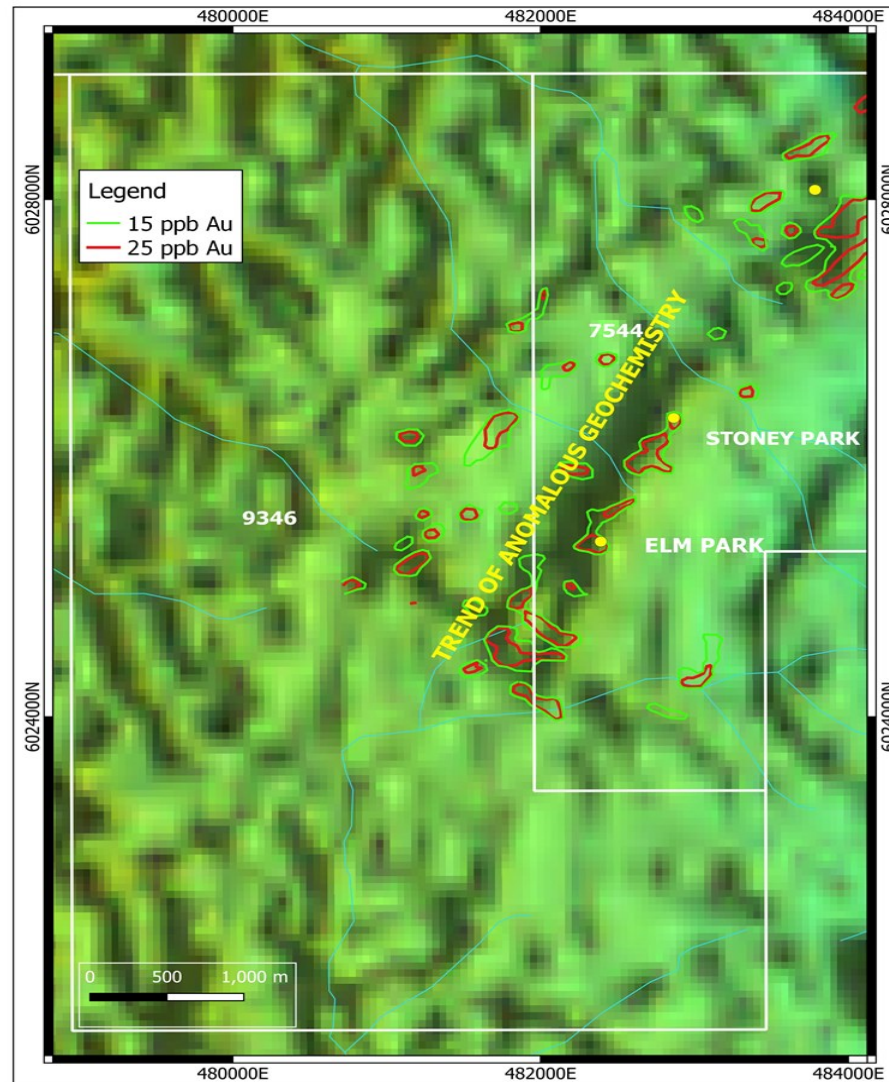 480000E
482000E
484000E
6028000N
6028000N
Legend
15 ppb Au
25 ppb Au
7544
TREND OF ANOMALOUS GEOCHEMISTRY
STONEY PARK
9346
ELM PARK
6024000N
6024000N
0 500 1,000 m
480000E
482000E
484000E